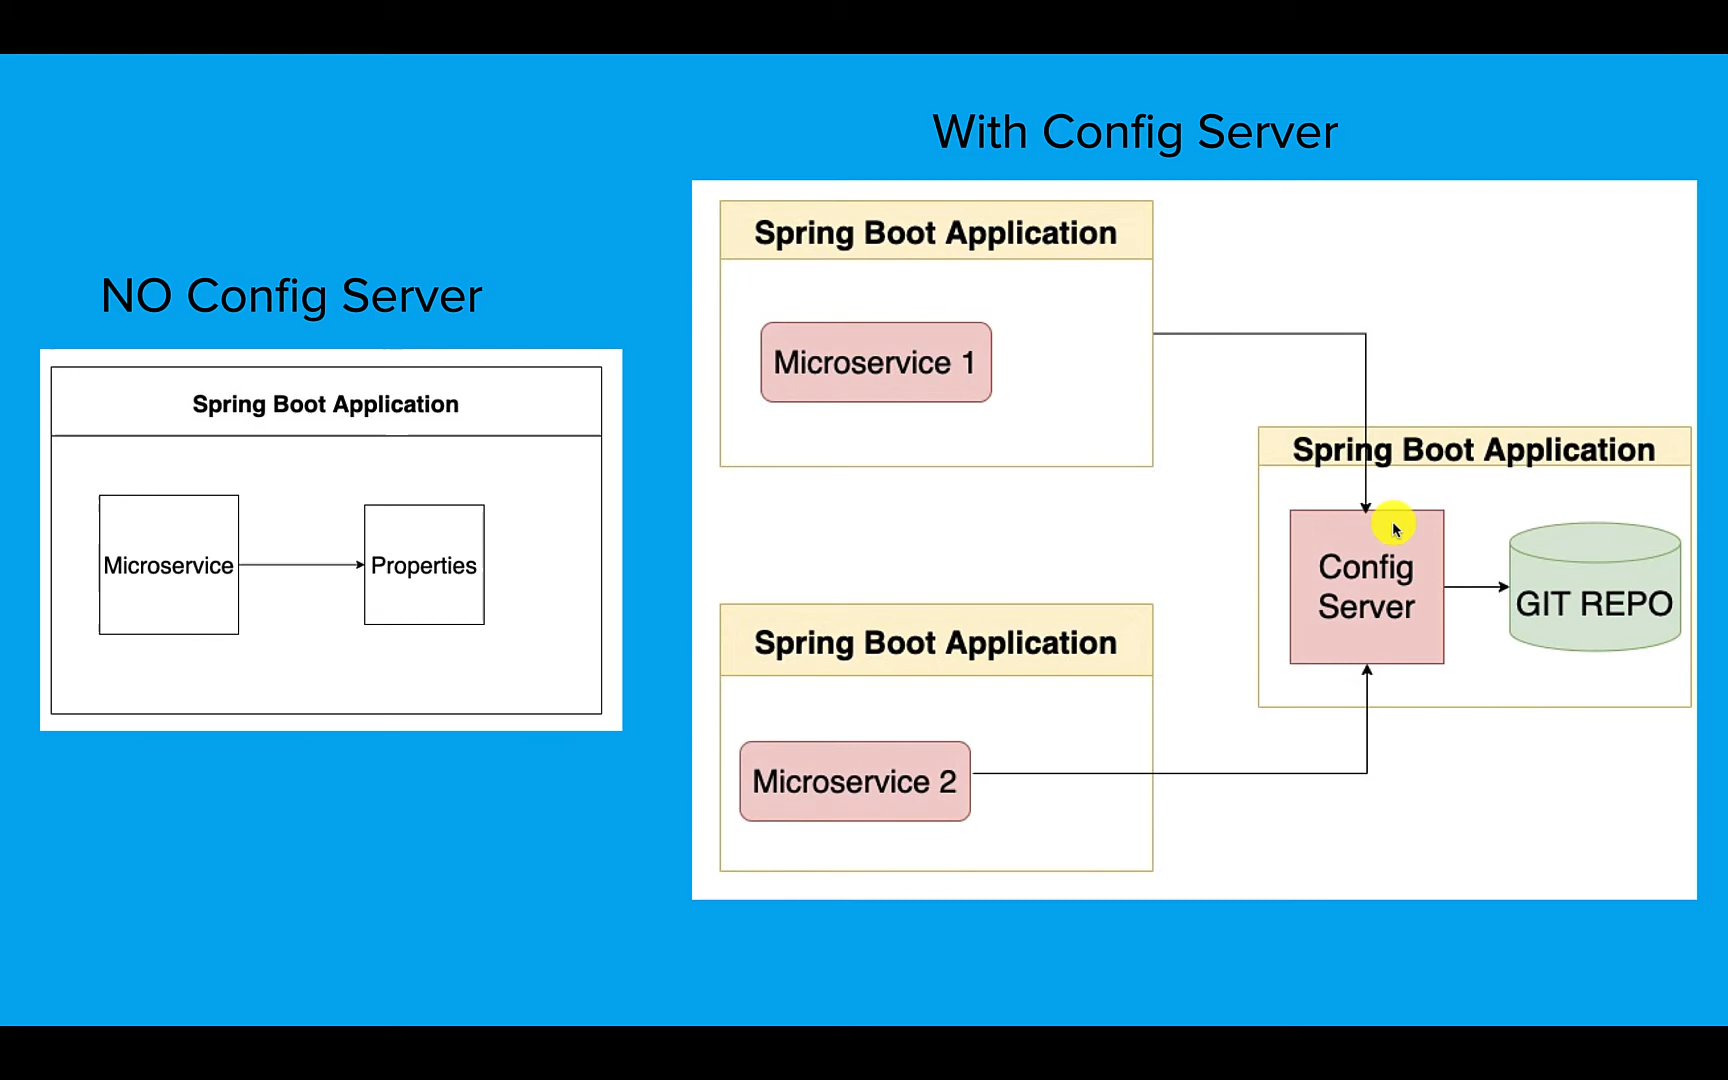 With Config Server
NO Config Server
Spring Boot Application
Microservice
Properties
Spring Boot Application
Microservice 1
Spring Boot Application
Config
Server
GIT REPO
Spring Boot Application
Microservice 2